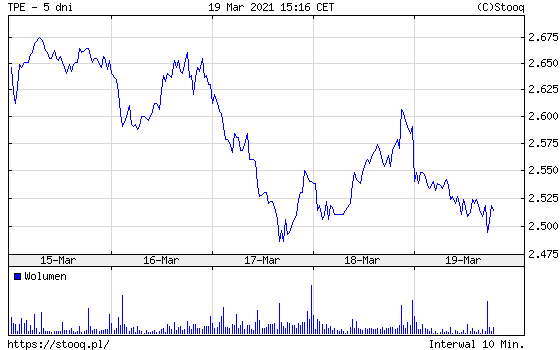 TPE - 5 dni 19 Mar 2021 15:16 CET (C)Stooq
2.675
2.650
2.625
2.600
2.575
2.550
2.525
2.500
2.475
15-Mar 16-Mar 17-Mar 18-Mar 19-Mar
Wolumen
https://stooq.pl/ Interwal 10 Min.